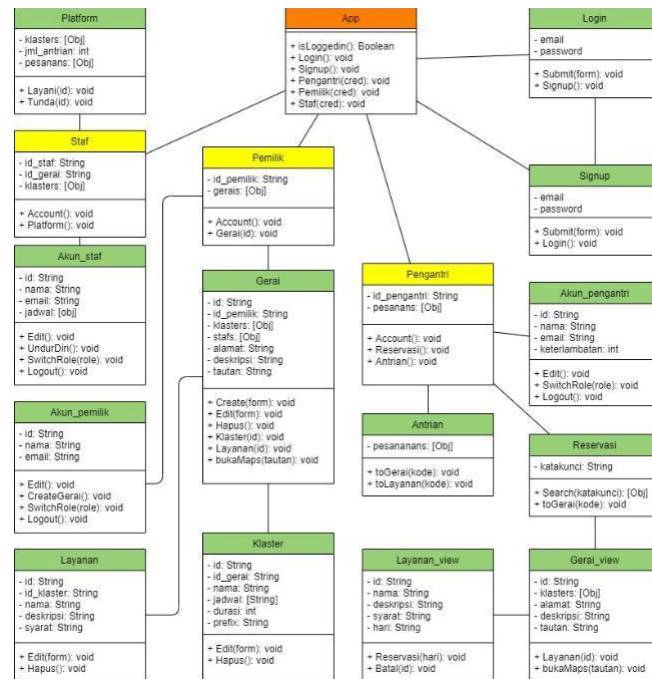 Platform
- klasters: [Obj]
- jml_antrian: int
- pesanans: [Obj]
+ Layani(id): void
+ Tunda(id): void
App
+ isLoggedin(): Boolean
+ Login(): void
+ Signup(): void
+ Pengantri(cred): void
+ Pemilik(cred): void
+ Staf(cred): void
Login
- email
- password
+ Submit(form): void
+ Signup(): void
Staf
- id_staf: String
- id_gerai: String
- klasters: [Obj]
+ Account(): void
+ Platform(): void
Pemilik
- id_pemilik: String
- gerais: [Obj]
+ Account(): void
+ Gerai(id): void
Signup
- email
- password
+ Submit(form): void
+ Login(): void
Akun_staf
- id: String
- nama: String
- email: String
- jadwal: [obj]
+ Edit(): void
+ UndurDiri(): void
+ SwitchRole(role): void
+ Logout(): void
Gerai
- id: String
- id_pemilik: String
- klasters: [Obj]
- stafs: [Obj]
- alamat: String
- deskripsi: String
- tautan: String
+ Create(form): void
+ Edit(form): void
+ Hapus(): void
+ Klaster(id): void
+ Layanan(id): void
+ bukaMaps(tautan): void
Pengantri
- id_pengantri: String
- pesanans: [Obj]
+ Account(): void
+ Reservasi(): void
+ Antrian(): void
Akun_pengantri
- id: String
- nama: String
- email: String
- keterlambatan: int
+ Edit(): void
+ SwitchRole(role): void
+ Logout(): void
Akun_pemilik
- id: String
- nama: String
- email: String
+ Edit(): void
+ CreateGerai(): void
+ SwitchRole(role): void
+ Logout(): void
Antrian
- pesananans: [Obj]
+ toGerai(kode): void
+ toLayanan(kode): void
Reservasi
- katakunci: String
+ Search(katakunci): [Obj]
+ toGerai(kode): void
Layanan
- id: String
- id_klaster: String
- nama: String
- deskripsi: String
- syarat: String
+ Edit(form): void
+ Hapus(): void
Klaster
- id: String
- id_gerai: String
- nama: String
- jadwal: [String]
- durasi: int
- prefix: String
+ Edit(form): void
+ Hapus(): void
Layanan_view
- id: String
- nama: String
- deskripsi: String
- syarat: String
- hari: String
+ Reservasi(hari): void
+ Batal(id): void
Gerai_view
- id: String
- klasters: [Obj]
- alamat: String
- deskripsi: String
- tautan: String
+ Layanan(id): void
+ bukaMaps(tautan): void